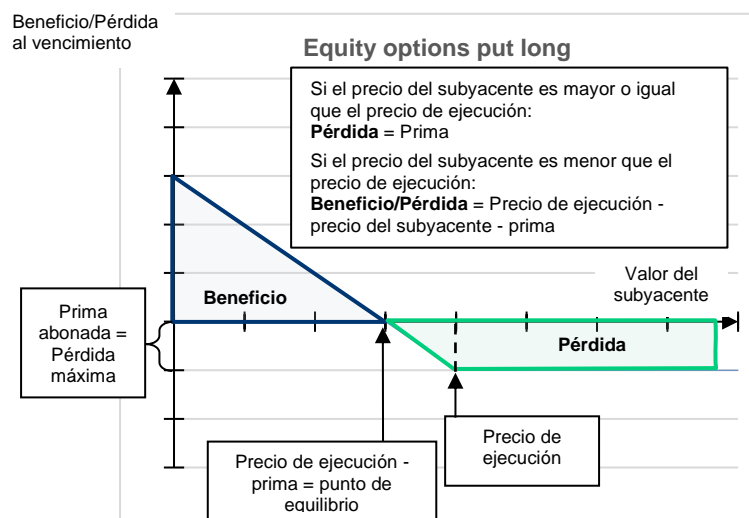 Beneficio/Pérdida
al vencimiento
Equity options put long
Si el precio del subyacente es mayor o igual
que el precio de ejecución:
Pérdida = Prima
Si el precio del subyacente es menor que el
precio de ejecución:
Beneficio/Pérdida = Precio de ejecución -
precio del subyacente - prima
Valor del
subyacente
Beneficio
Prima
abonada =
Pérdida
máxima
Pérdida
Precio de
ejecución
Precio de ejecución -
prima = punto de
equilibrio